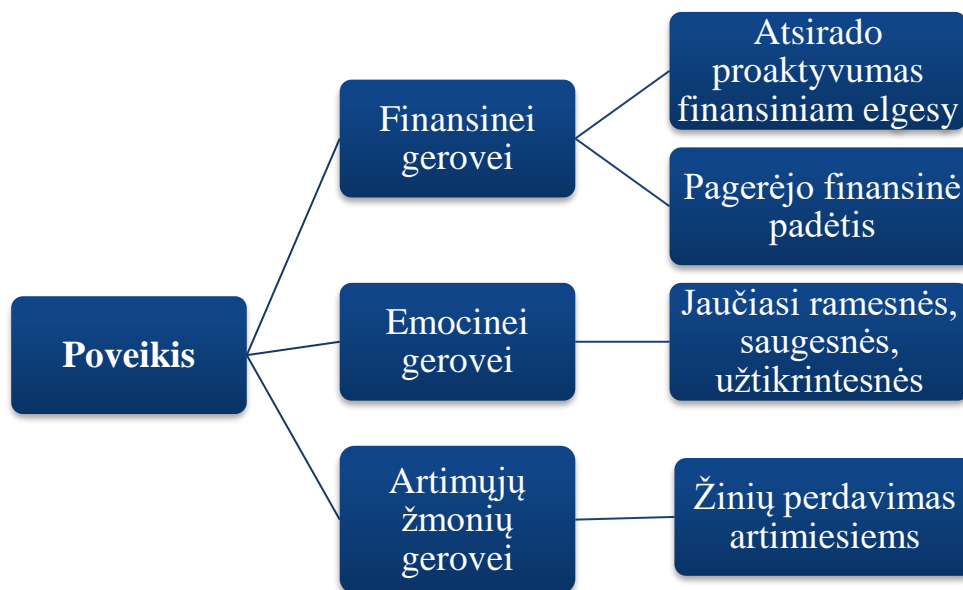 Poveikis
Finansinei
gerovei
Atsirado
proaktyvumas
finansiniam elgesy
Pagerėjo finansinė
padėtis
Emocinei
gerovei
Jaučiasi ramesnės,
saugesnės,
užtikrintesnės
Artimųjų
žmonių
gerovei
Žinių perdavimas
artimiesiems